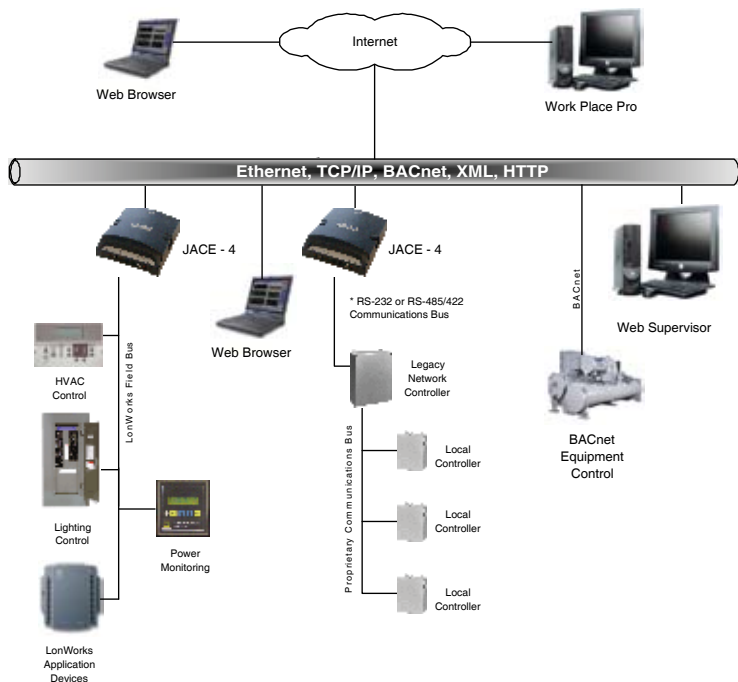 Internet
Web Browser
Work Place Pro
Ethernet, TCP/IP, BACnet, XML, HTTP
JACE - 4
JACE - 4
BACnet
* RS-232 or RS-485/422
Communications Bus
Web Supervisor
Web Browser
LonWorks Field Bus
HVAC
Control
Legacy
Network
Controller
Proprietary Communications Bus
BACnet
Equipment
Control
Local
Controller
Lighting
Control
Power
Monitoring
Local
Controller
Local
Controller
LonWorks
Application
Devices